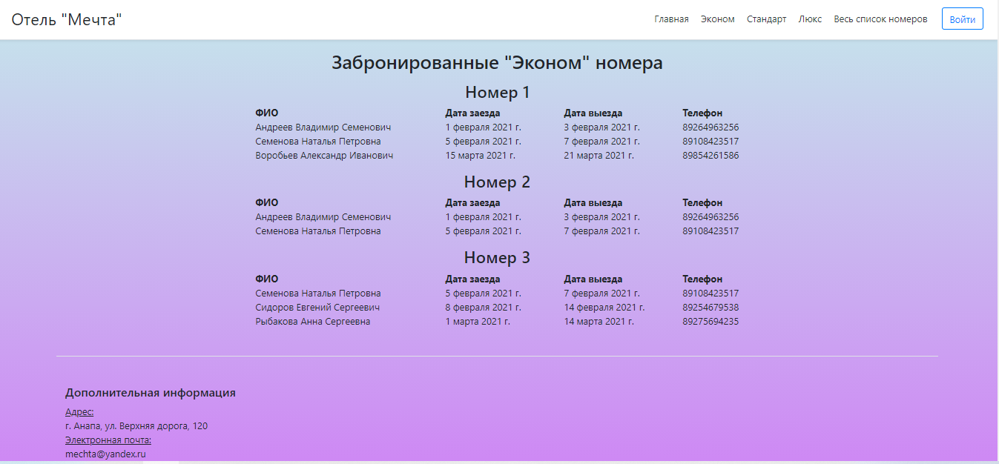 Отель "Мечта" Главная Эконом Стандарт Люкс Весь список номеров Войти
Забронированные "Эконом" номера
Номер 1
ФИО Дата заезда Дата выезда Телефон
Андреев Владимир Семенович 1 февраля 2021 г. 3 февраля 2021 г. 89264963256
Семенова Наталья Петровна 5 февраля 2021 г. 7 февраля 2021 г. 89108423517
Воробьев Александр Иванович 15 марта 2021 г. 21 марта 2021 г. 89854261586
Номер 2
ФИО Дата заезда Дата выезда Телефон
Андреев Владимир Семенович 1 февраля 2021 г. 3 февраля 2021 г. 89264963256
Семенова Наталья Петровна 5 февраля 2021 г. 7 февраля 2021 г. 89108423517
Номер 3
ФИО Дата заезда Дата выезда Телефон
Семенова Наталья Петровна 5 февраля 2021 г. 7 февраля 2021 г. 89108423517
Сидоров Евгений Сергеевич 8 февраля 2021 г. 14 февраля 2021 г. 89254679538
Рыбакова Анна Сергеевна 1 марта 2021 г. 14 марта 2021 г. 89275694235
Дополнительная информация
Адрес:
г. Анапа, ул. Верхняя дорога, 120
Электронная почта:
mechta@yandex.ru